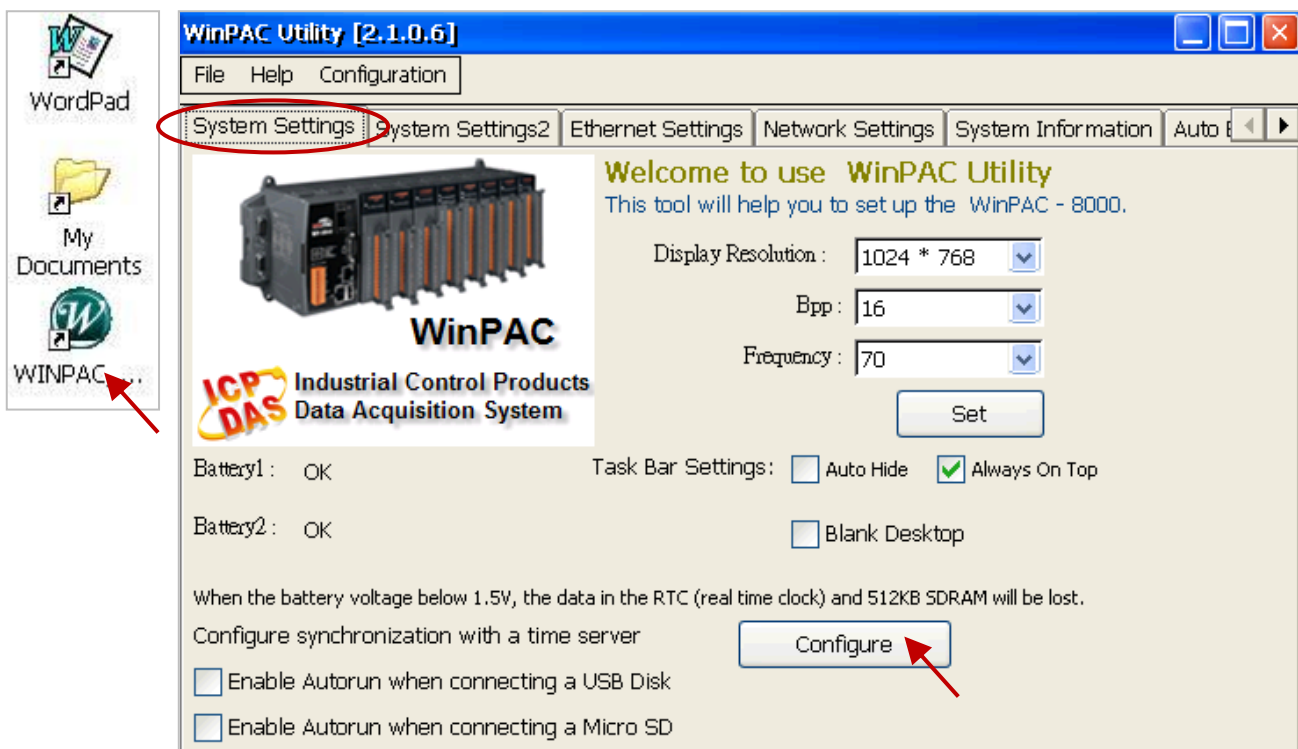 WordPad
My
Documents
WINPAC_...
WinPAC Utility [2.1.0.6]
File Help Configuration
System Settings System Settings2 Ethernet Settings Network Settings System Information Auto
WinPAC
ICP DAS
Industrial Control Products
Data Acquisition System
Welcome to use WinPAC Utility
This tool will help you to set up the WinPAC - 8000.
Display Resolution : 1024 * 768
Bpp : 16
Frequency : 70
Set
Battery1 : OK
Task Bar Settings: Auto Hide Always On Top
Battery2 : OK
Blank Desktop
When the battery voltage below 1.5V, the data in the RTC (real time clock) and 512KB SDRAM will be lost.
Configure synchronization with a time server Configure
Enable Autorun when connecting a USB Disk
Enable Autorun when connecting a Micro SD